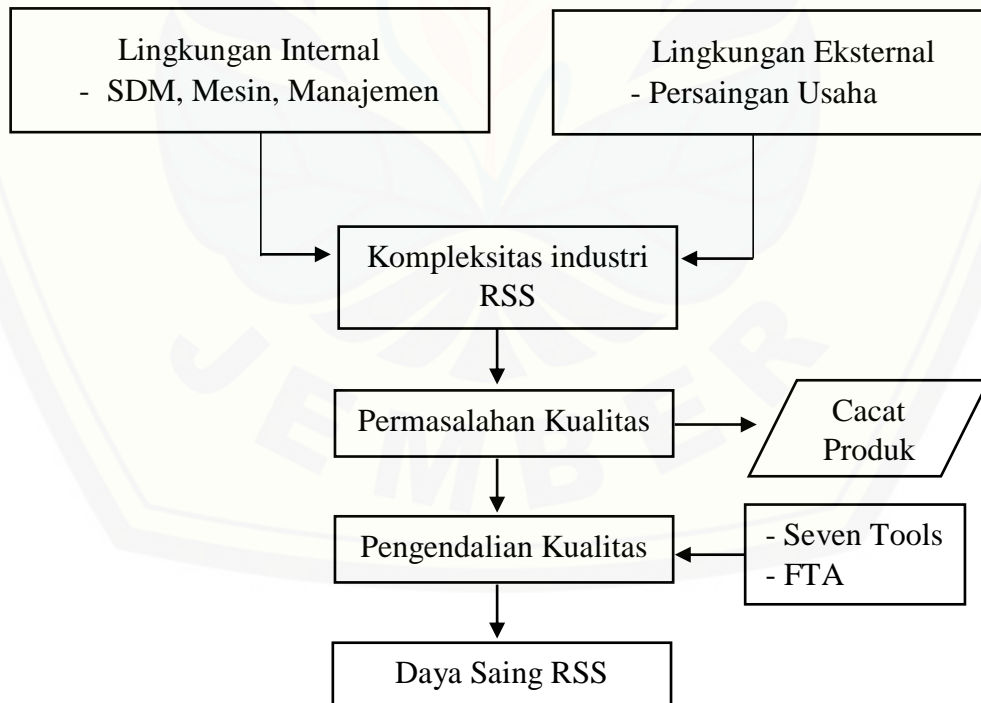 Lingkungan Internal
- SDM, Mesin, Manajemen
Lingkungan Eksternal
- Persaingan Usaha
Kompleksitas industri
RSS
Permasalahan Kualitas
Cacat
Produk
Pengendalian Kualitas
- Seven Tools
- FTA
Daya Saing RSS
JEMBER